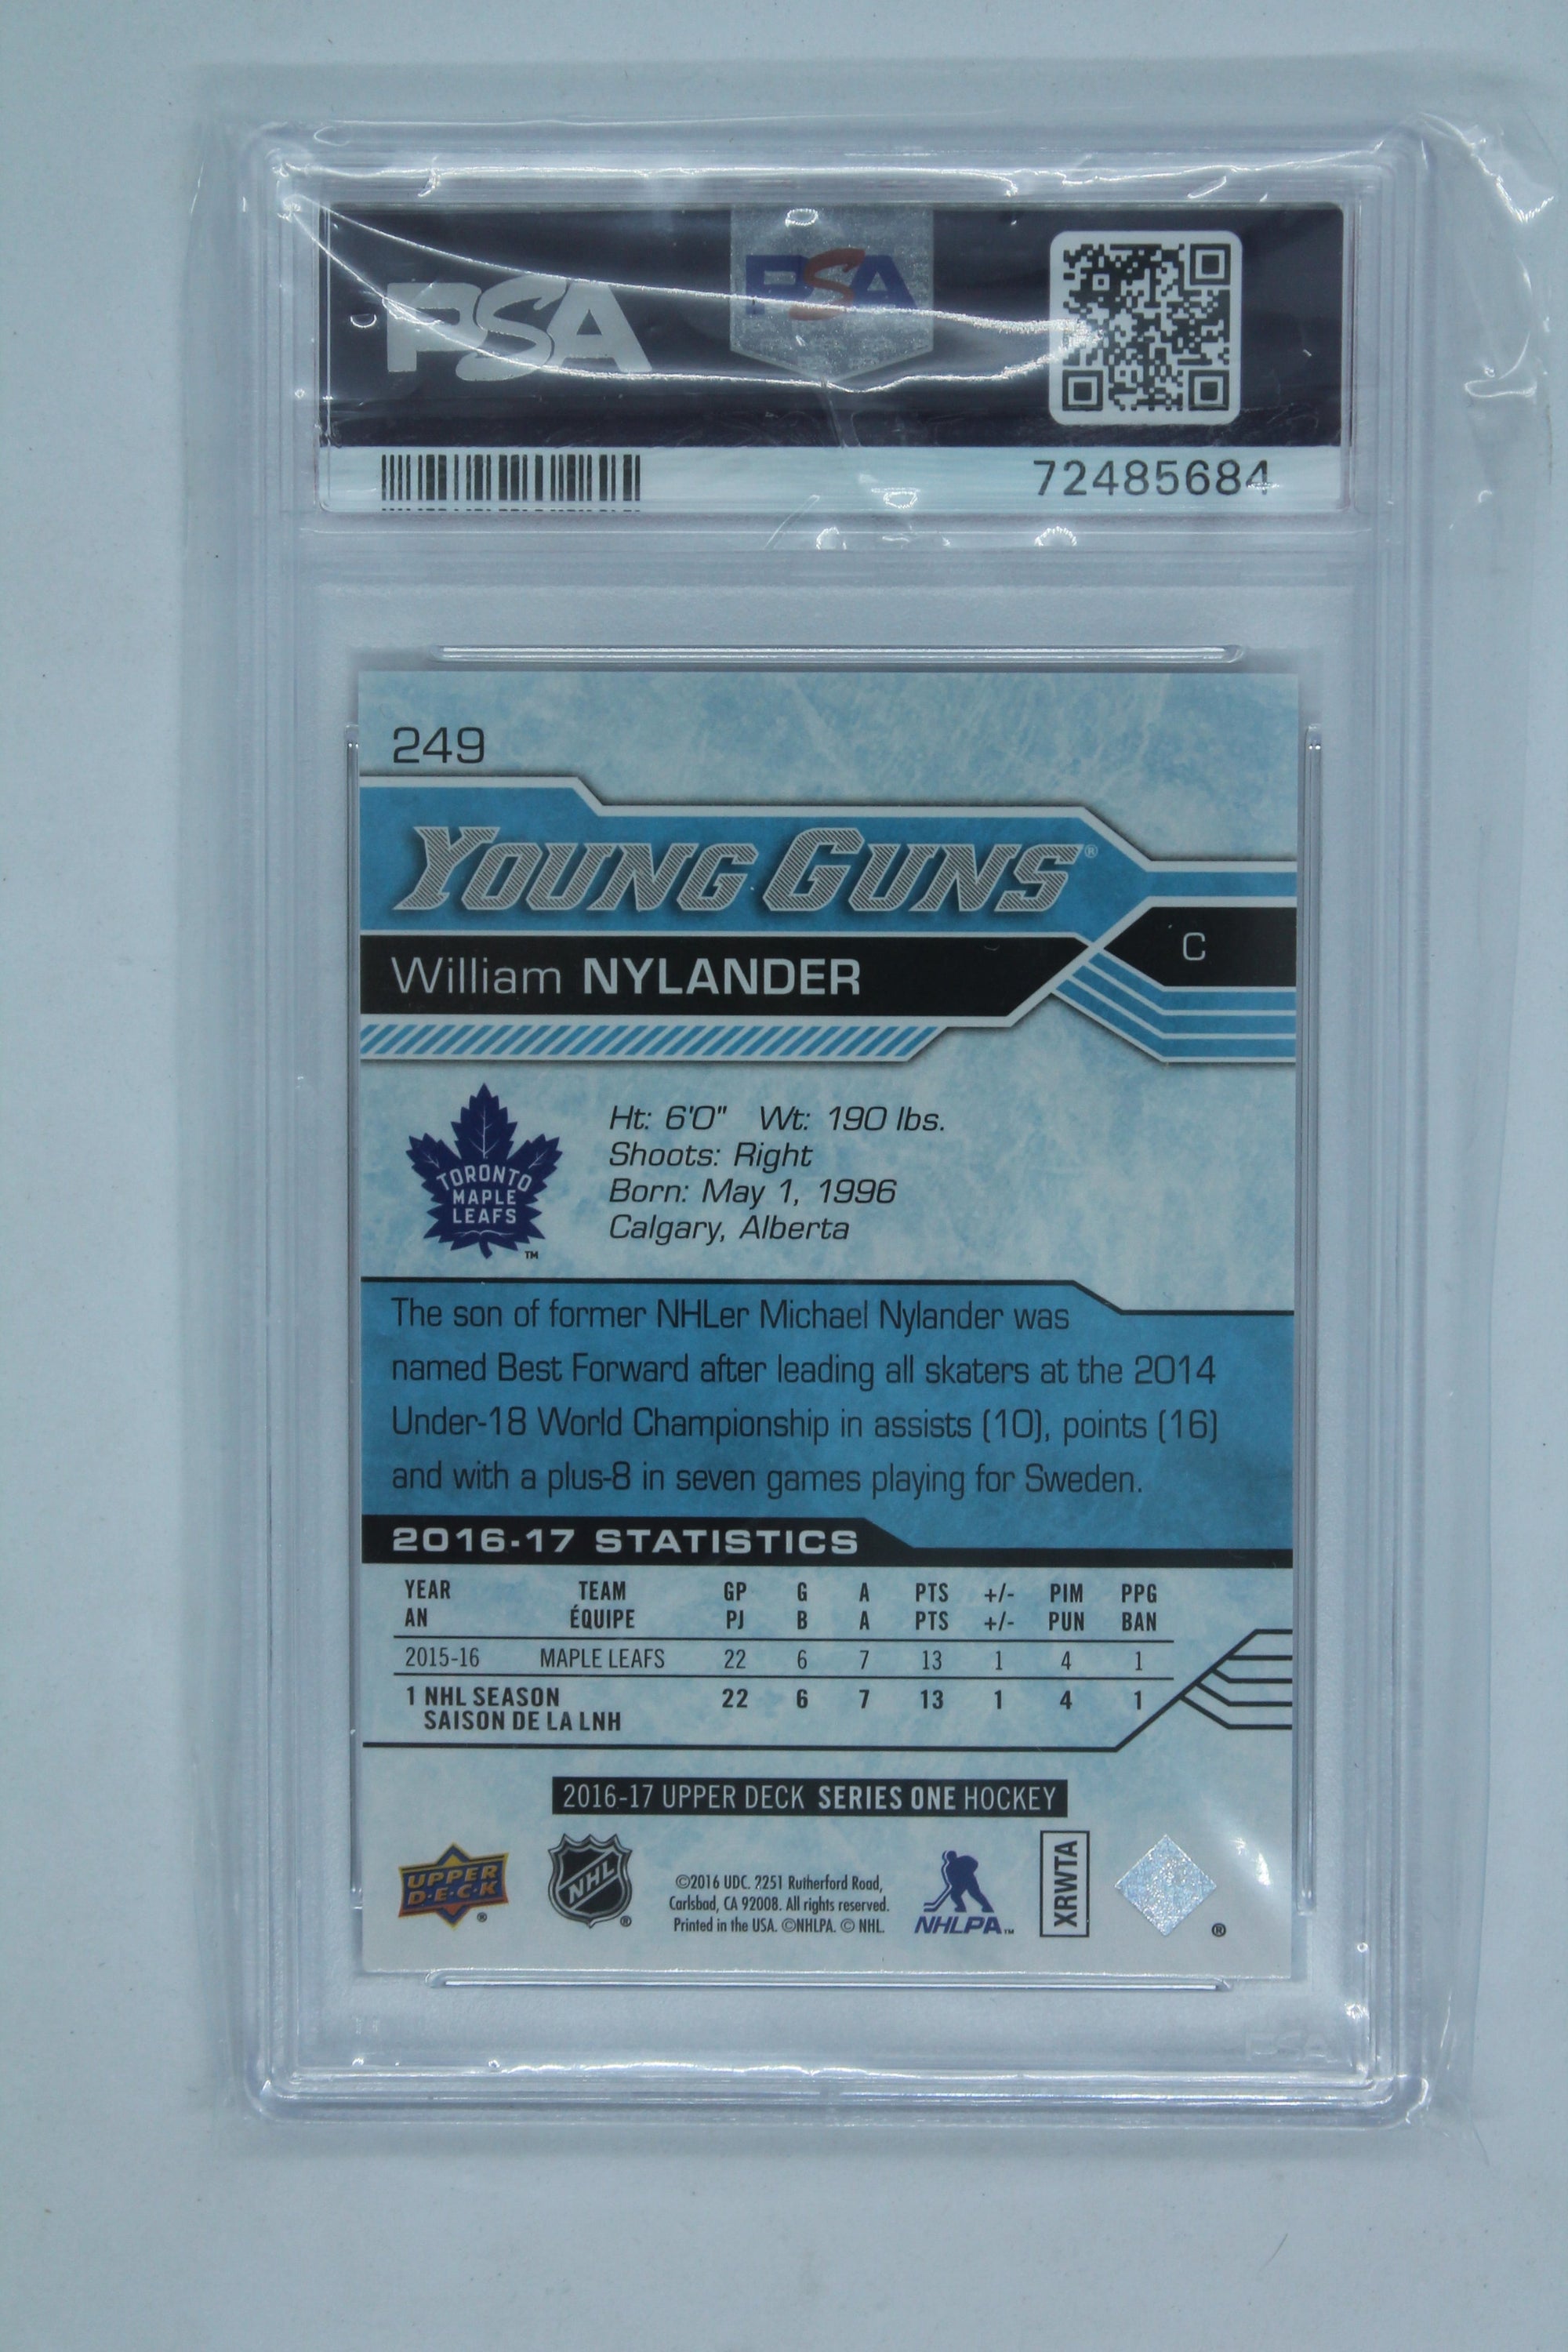 PSA
PSA
72485684
249
YOUNG GUNS®
William NYLANDER
C
TORONTO
MAPLE
LEAFS
TM
Ht: 6'0" Wt: 190 lbs.
Shoots: Right
Born: May 1, 1996
Calgary, Alberta
The son of former NHLer Michael Nylander was
named Best Forward after leading all skaters at the 2014
Under-18 World Championship in assists (10), points (16)
and with a plus-8 in seven games playing for Sweden.
2016-17 STATISTICS
YEAR TEAM GP G A PTS +/- PIM PPG
AN ÉQUIPE PJ B A PTS +/- PUN BAN
2015-16 MAPLE LEAFS 22 6 7 13 1 4 1
1 NHL SEASON 22 6 7 13 1 4 1
SAISON DE LA LNH
2016-17 UPPER DECK SERIES ONE HOCKEY
UPPER
D·E·C·K
®
NHL
®
©2016 UDC. 2251 Rutherford Road,
Carlsbad, CA 92008. All rights reserved.
Printed in the USA. ©NHLPA. © NHL.
NHLPA™
XRWTA
®
PSA